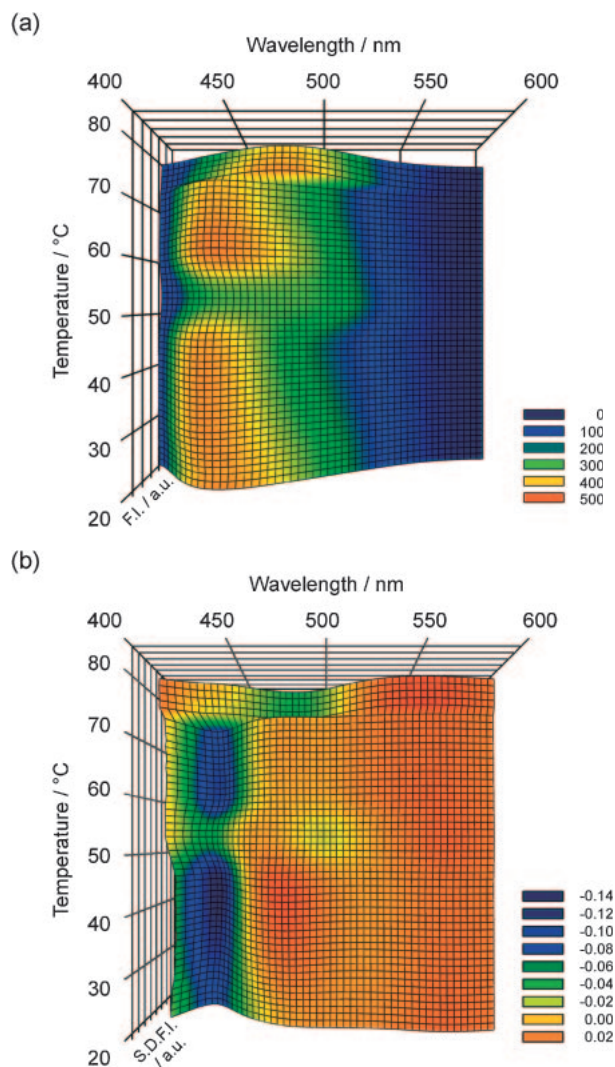 (a)
Wavelength / nm
400 450 500 550 600
80
70
60
50
40
30
20
Temperature / °C
F.I. / a.u.
0
100
200
300
400
500
(b)
Wavelength / nm
400 450 500 550 600
80
70
60
50
40
30
20
Temperature / °C
S.D.F.I.
/ a.u.
-0.14
-0.12
-0.10
-0.08
-0.06
-0.04
-0.02
0.00
0.02